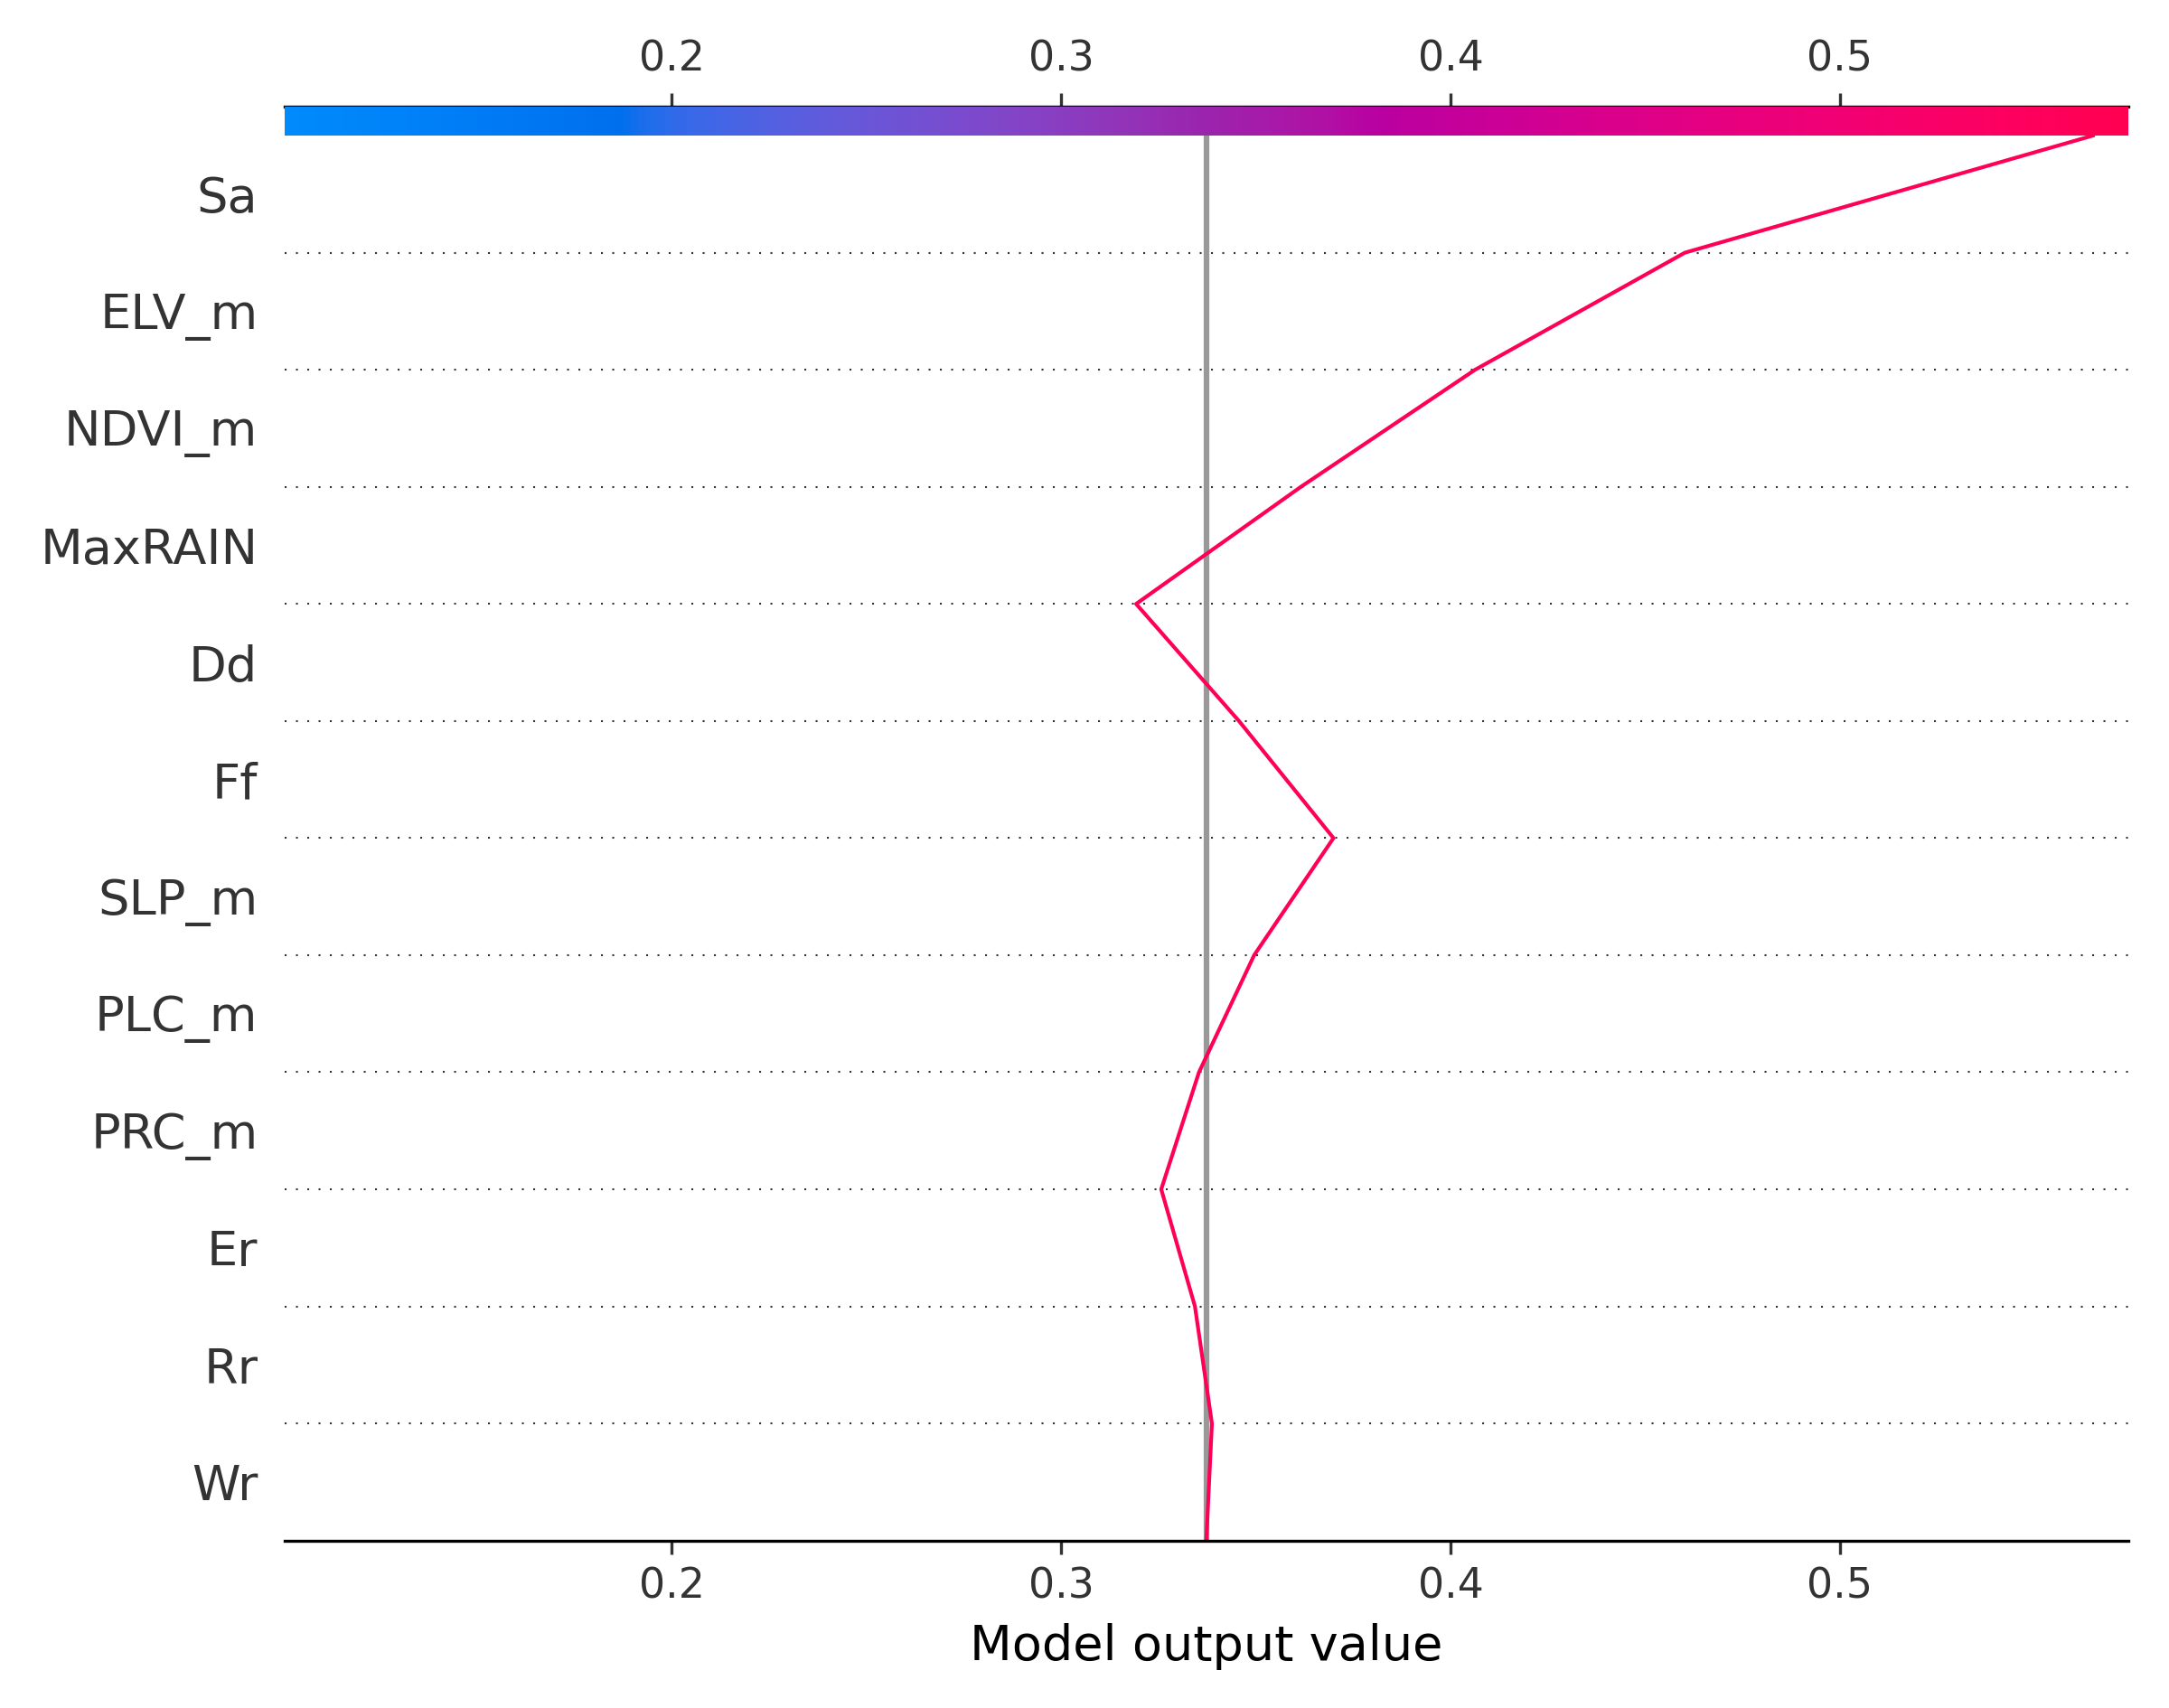 0.2 0.3 0.4 0.5
Sa
ELV_m
NDVI_m
MaxRAIN
Dd
Ff
SLP_m
PLC_m
PRC_m
Er
Rr
Wr
0.2 0.3 0.4 0.5
Model output value